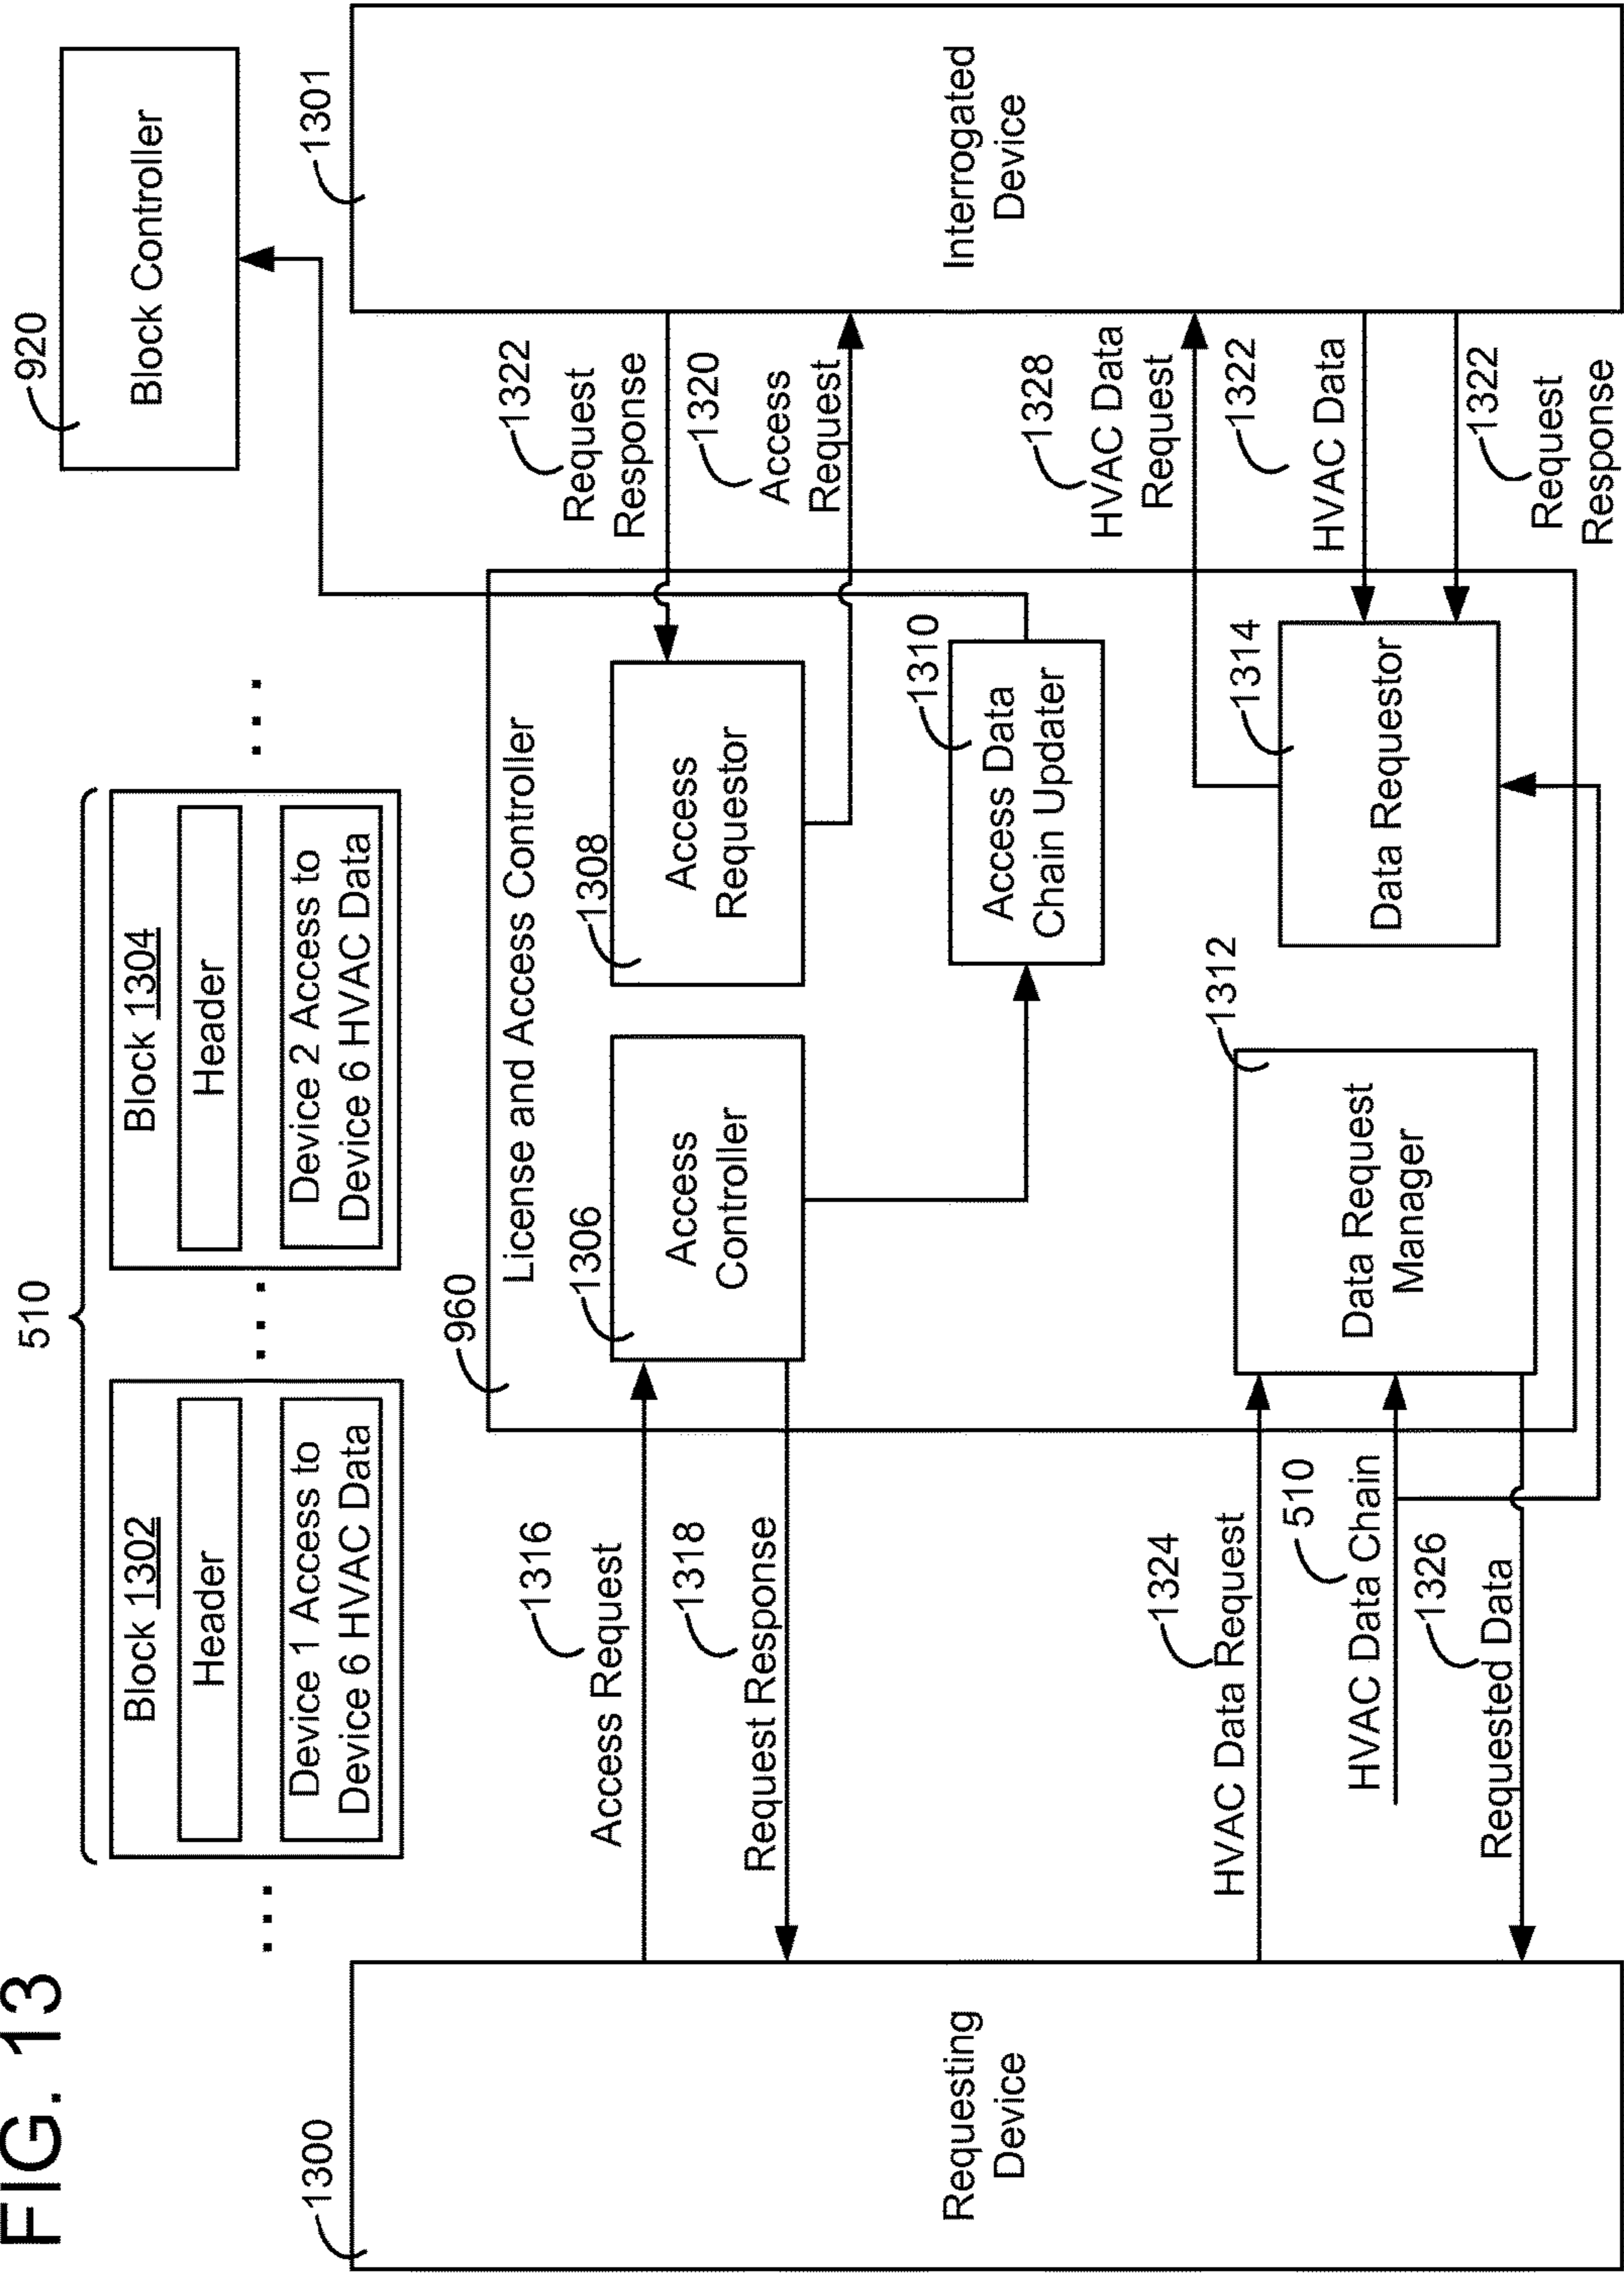 FIG. 13
510
920
Block Controller
Block 1302
Header
Device 1 Access to
Device 6 HVAC Data
Block 1304
Header
Device 2 Access to
Device 6 HVAC Data
1300
Requesting
Device
1316
Access Request
1318
Request Response
1324
HVAC Data Request
510
HVAC Data Chain
1326
Requested Data
960
License and Access Controller
1306
Access
Controller
1308
Access
Requestor
1310
Access Data
Chain Updater
1312
Data Request
Manager
1314
Data Requestor
1322
Request
Response
1320
Access
Request
1328
HVAC Data
Request
1322
HVAC Data
1322
Request
Response
1301
Interrogated
Device